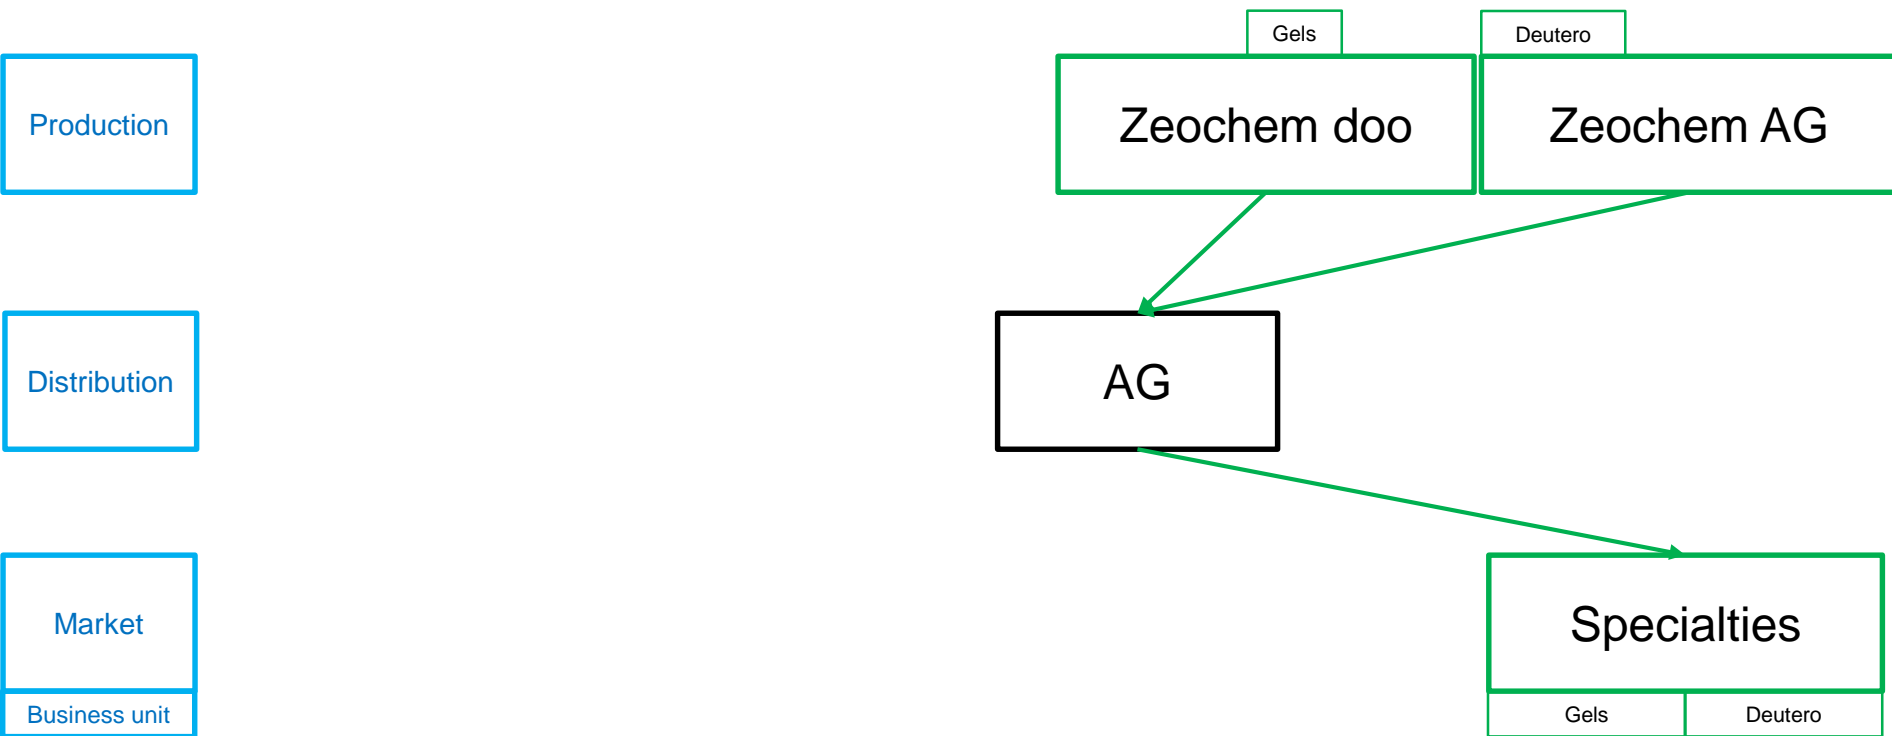 Gels
Deutero
Production
Zeochem doo
Zeochem AG
Distribution
AG
Market
Specialties
Business unit
Gels
Deutero